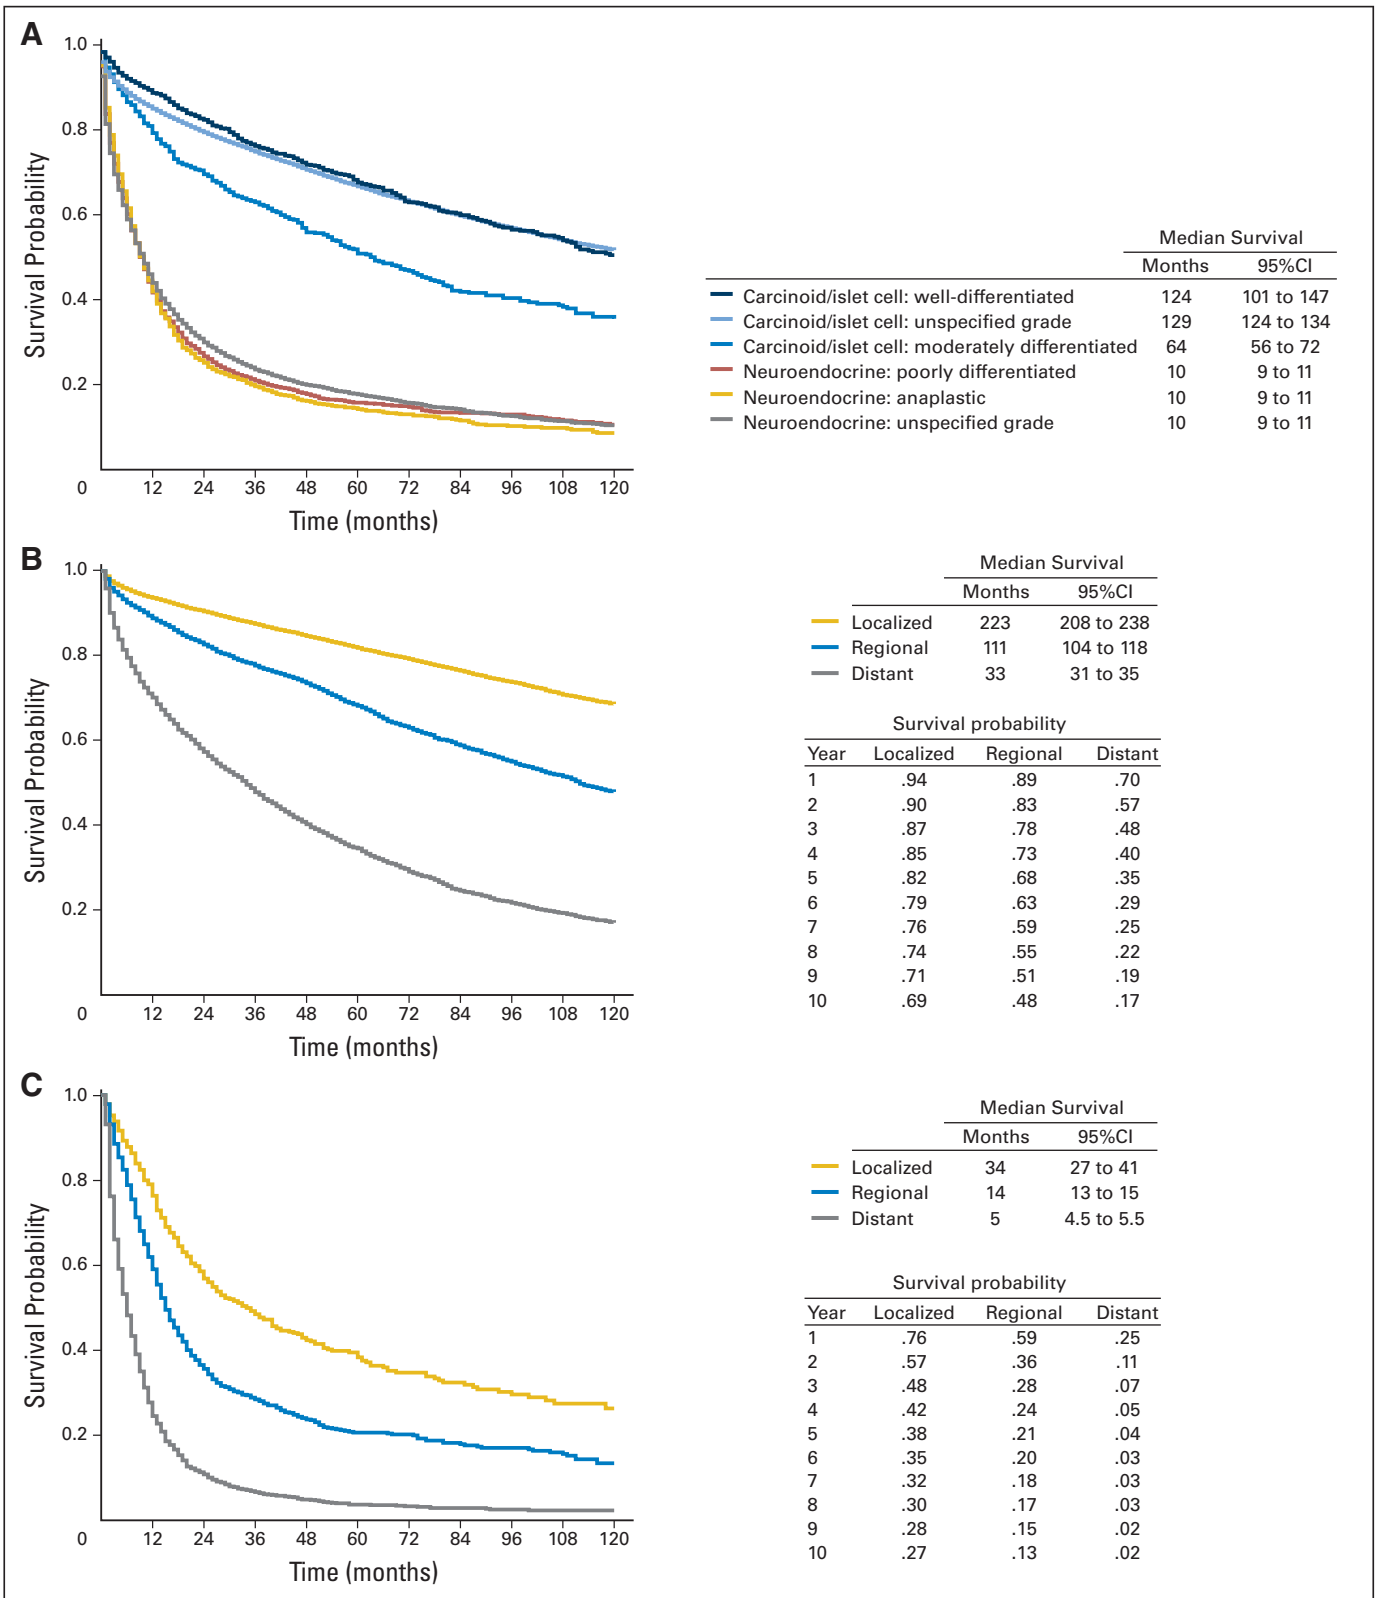 A
1.0
0.8
0.6
0.4
0.2
Survival Probability
0 12 24 36 48 60 72 84 96 108 120
Time (months)
Median Survival
Months 95%CI
Carcinoid/islet cell: well-differentiated 124 101 to 147
Carcinoid/islet cell: unspecified grade 129 124 to 134
Carcinoid/islet cell: moderately differentiated 64 56 to 72
Neuroendocrine: poorly differentiated 10 9 to 11
Neuroendocrine: anaplastic 10 9 to 11
Neuroendocrine: unspecified grade 10 9 to 11
B
1.0
0.8
0.6
0.4
0.2
Survival Probability
0 12 24 36 48 60 72 84 96 108 120
Time (months)
Median Survival
Months 95%CI
Localized 223 208 to 238
Regional 111 104 to 118
Distant 33 31 to 35
Survival probability
Year Localized Regional Distant
1 .94 .89 .70
2 .90 .83 .57
3 .87 .78 .48
4 .85 .73 .40
5 .82 .68 .35
6 .79 .63 .29
7 .76 .59 .25
8 .74 .55 .22
9 .71 .51 .19
10 .69 .48 .17
C
1.0
0.8
0.6
0.4
0.2
Survival Probability
0 12 24 36 48 60 72 84 96 108 120
Time (months)
Median Survival
Months 95%CI
Localized 34 27 to 41
Regional 14 13 to 15
Distant 5 4.5 to 5.5
Survival probability
Year Localized Regional Distant
1 .76 .59 .25
2 .57 .36 .11
3 .48 .28 .07
4 .42 .24 .05
5 .38 .21 .04
6 .35 .20 .03
7 .32 .18 .03
8 .30 .17 .03
9 .28 .15 .02
10 .27 .13 .02